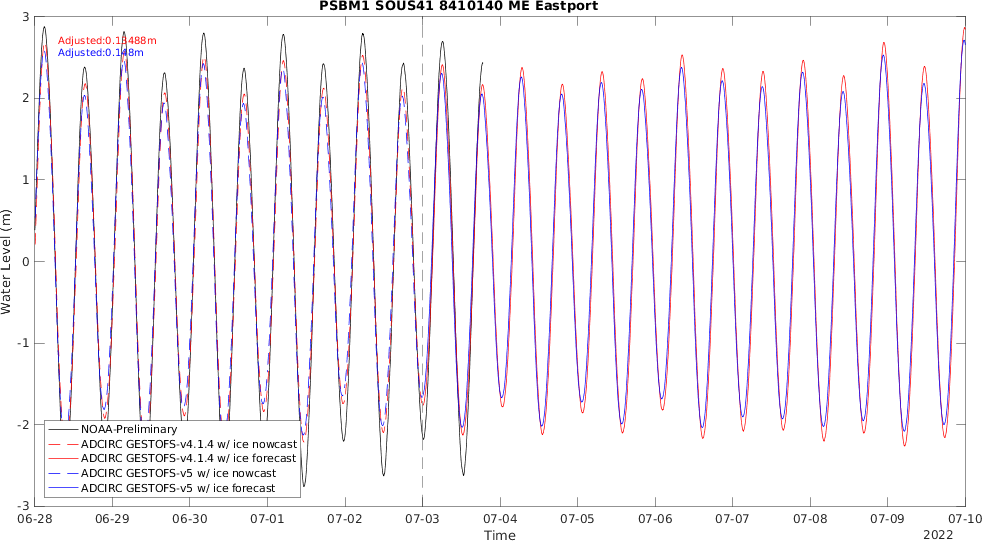 PSBM1 SOUS41 8410140 ME Eastport
Adjusted:0.13488m
Adjusted:0.148m
3
2
1
0
-1
-2
-3
Water Level (m)
NOAA-Preliminary
ADCIRC GESTOFS-v4.1.4 w/ ice nowcast
ADCIRC GESTOFS-v4.1.4 w/ ice forecast
ADCIRC GESTOFS-v5 w/ ice nowcast
ADCIRC GESTOFS-v5 w/ ice forecast
06-28 06-29 06-30 07-01 07-02 07-03 07-04 07-05 07-06 07-07 07-08 07-09 07-10
Time
2022